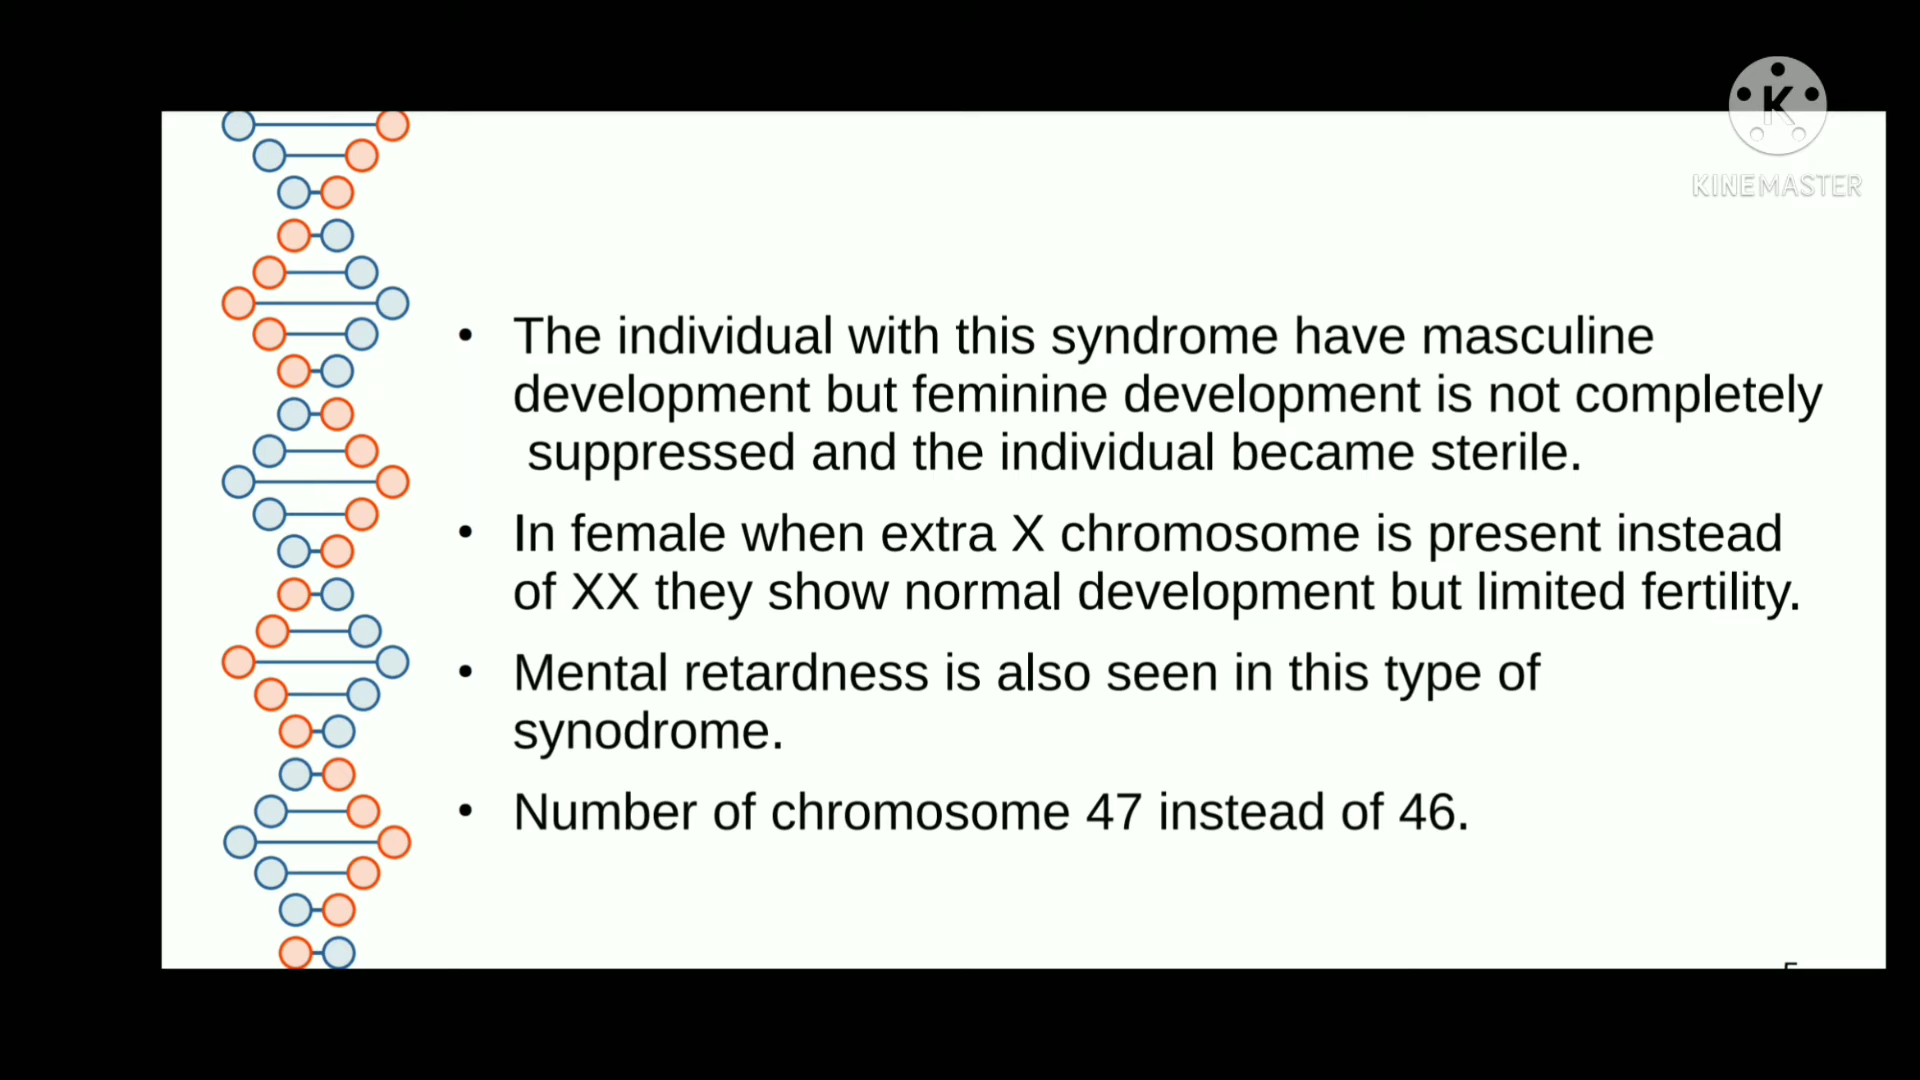 K
KINEMASTER
• The individual with this syndrome have masculine
development but feminine development is not completely
suppressed and the individual became sterile.
• In female when extra X chromosome is present instead
of XX they show normal development but limited fertility.
• Mental retardness is also seen in this type of
synodrome.
• Number of chromosome 47 instead of 46.